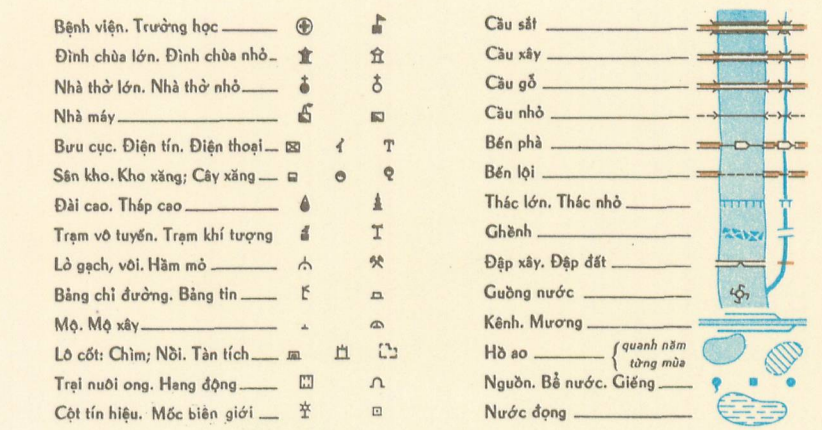 Bệnh viện. Trường học
Đình chùa lớn. Đình chùa nhỏ
Nhà thờ lớn. Nhà thờ nhỏ
Nhà máy
Bưu cục. Điện tín. Điện thoại
Sân kho. Kho xăng; Cây xăng
Đài cao. Tháp cao
Trạm vô tuyến. Trạm khí tượng
Lò gạch, vôi. Hầm mỏ
Bảng chỉ đường. Bảng tin
Mộ. Mộ xây
Lô cốt: Chìm; Nồi. Tàn tích
Trại nuôi ong. Hang động
Cột tín hiệu. Mốc biên giới
Cầu sắt
Cầu xây
Cầu gỗ
Cầu nhỏ
Bến phà
Bến lội
Thác lớn. Thác nhỏ
Ghềnh
Đập xây. Đập đất
Guồng nước
Kênh. Mương
Hồ ao { quanh năm
từng mùa
Nguồn. Bể nước. Giếng
Nước đọng